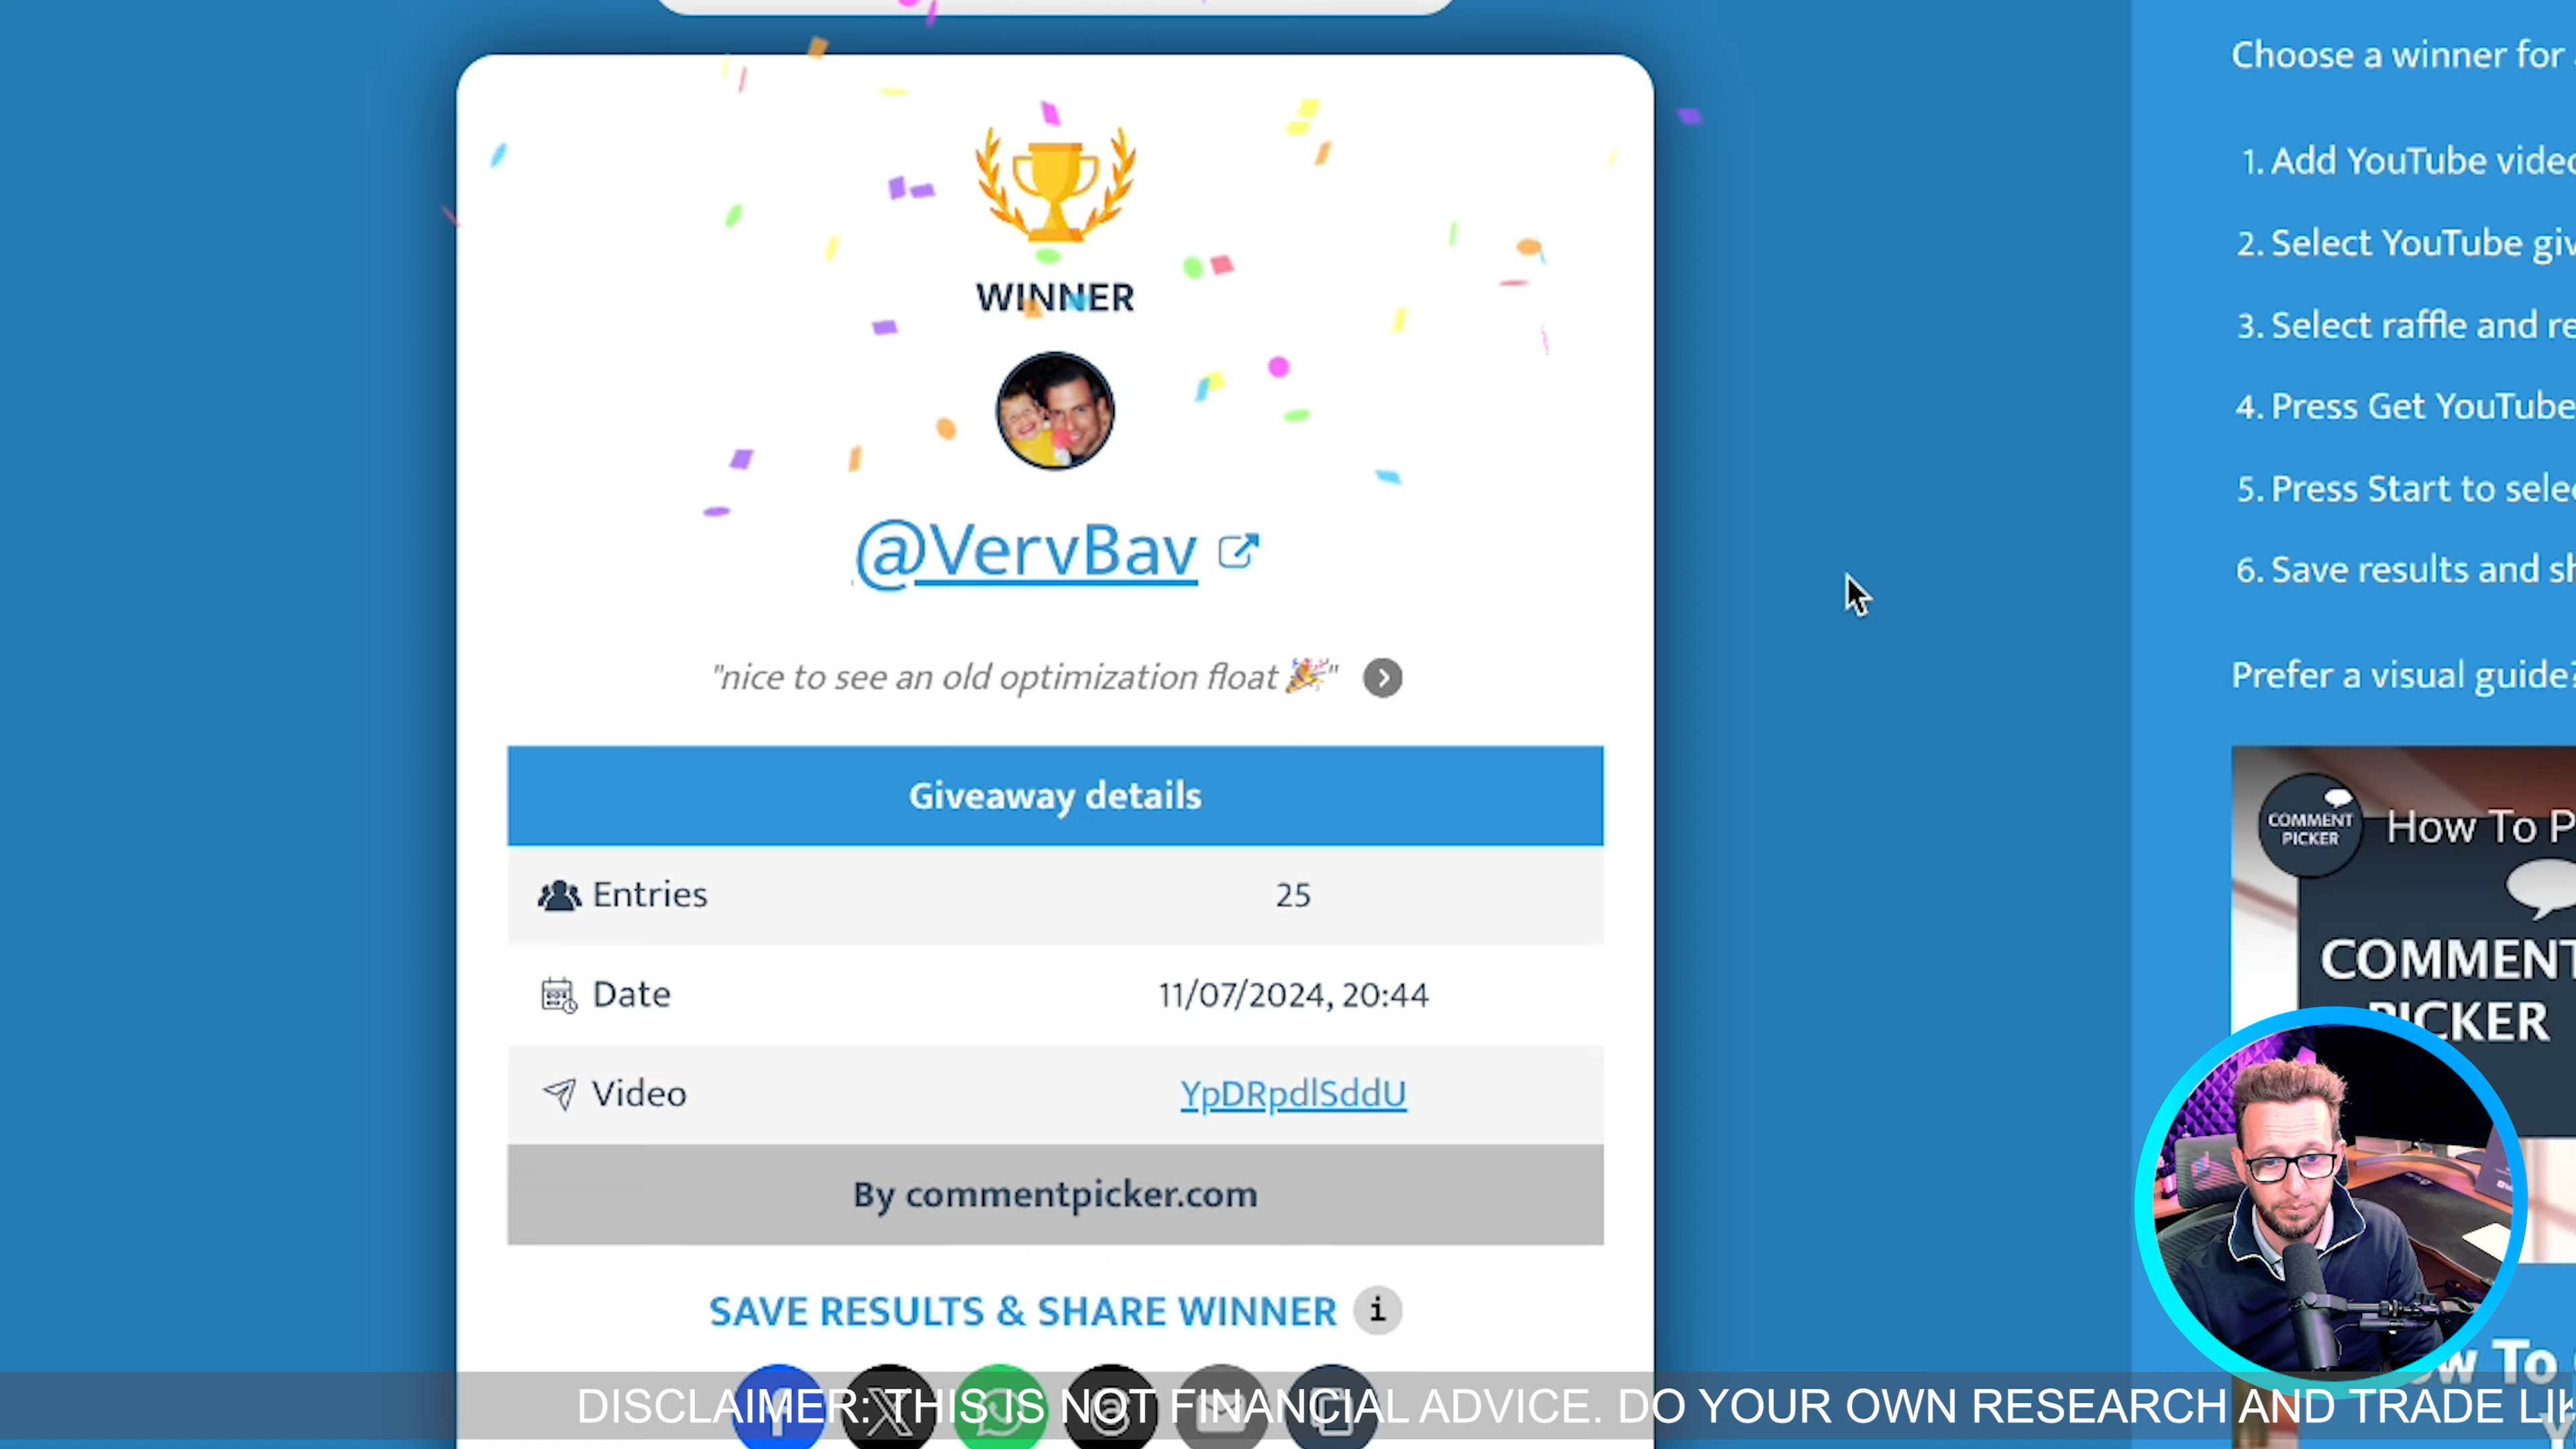 WINNER
@VervBav
"nice to see an old optimization float 🎉"
Giveaway details
Entries 25
Date 11/07/2024, 20:44
Video YpDRpdlSddU
By commentpicker.com
SAVE RESULTS & SHARE WINNER i
Choose a winner for
1. Add YouTube video
2. Select YouTube giv
3. Select raffle and re
4. Press Get YouTube
5. Press Start to selec
6. Save results and sh
Prefer a visual guide?
COMMENT
PICKER
How To P
COMMENT
PICKER
How To
DISCLAIMER: THIS IS NOT FINANCIAL ADVICE. DO YOUR OWN RESEARCH AND TRADE LIK